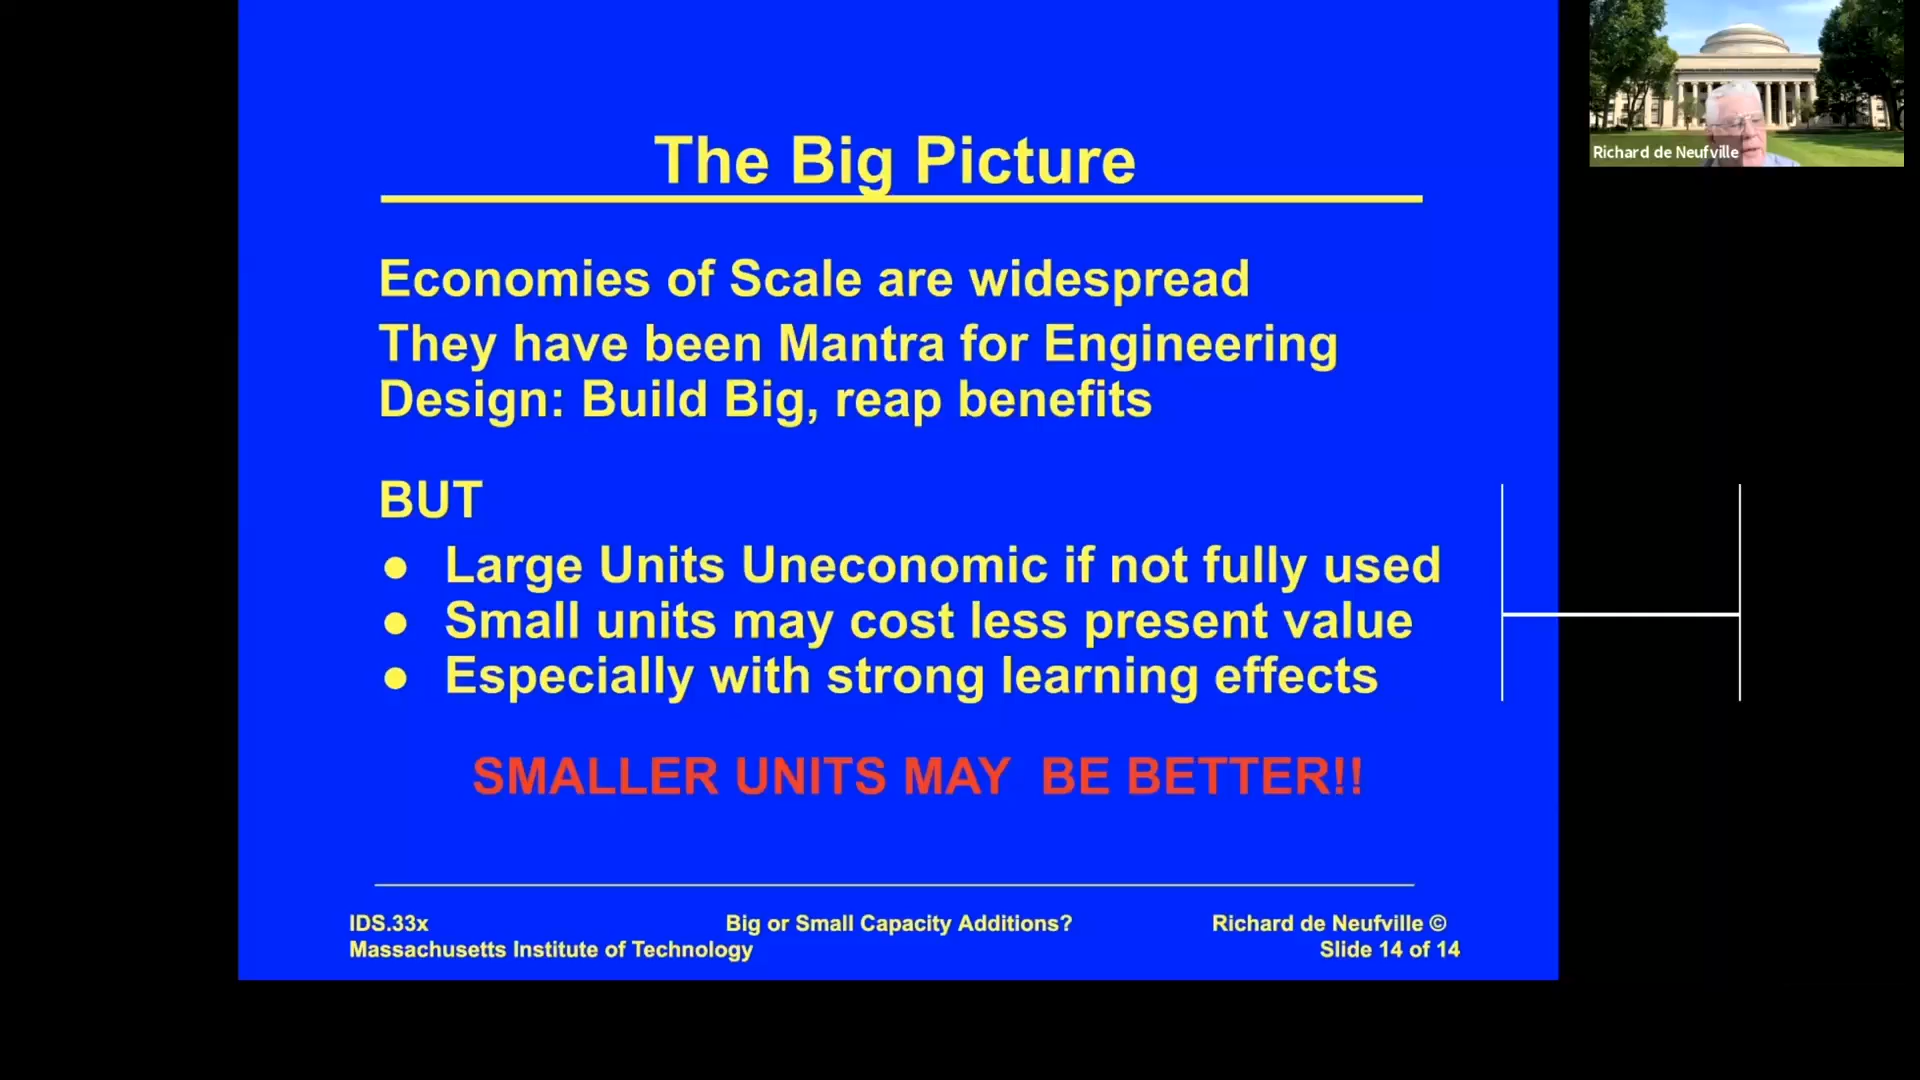 The Big Picture
Richard de Neufville
Economies of Scale are widespread
They have been Mantra for Engineering
Design: Build Big, reap benefits
BUT
● Large Units Uneconomic if not fully used
● Small units may cost less present value
● Especially with strong learning effects
SMALLER UNITS MAY  BE BETTER!!
IDS.33x
Massachusetts Institute of Technology
Big or Small Capacity Additions?
Richard de Neufville ©
Slide 14 of 14